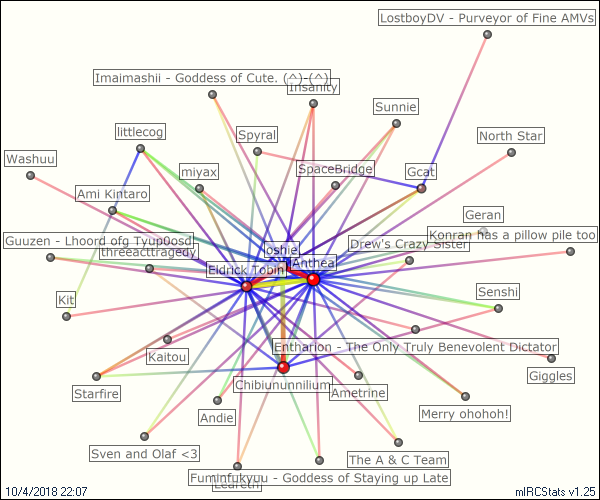 LostboyDV - Purveyor of Fine AMVs
Imaimashii - Goddess of Cute. (^)-(^)
Insanity
Sunnie
littlecog
Spyral
North Star
Washuu
miyax
SpaceBridge
Gcat
Ami Kintaro
Geran
Konran has a pillow pile too
Guuzen - Lhoord ofg Tyup0osd
Drew's Crazy Sister
threeacttragedy
Ioshie
Eldrick Tobin
Anthea
Kit
Senshi
Kaitou
Entharion - The Only Truly Benevolent Dictator
Giggles
Starfire
Chibiununnilium
Ametrine
Andie
Merry ohohoh!
Sven and Olaf <3
The A & C Team
Fuminfukyuu - Goddess of Staying up Late
10/4/2018 22:07
mIRCStats v1.25